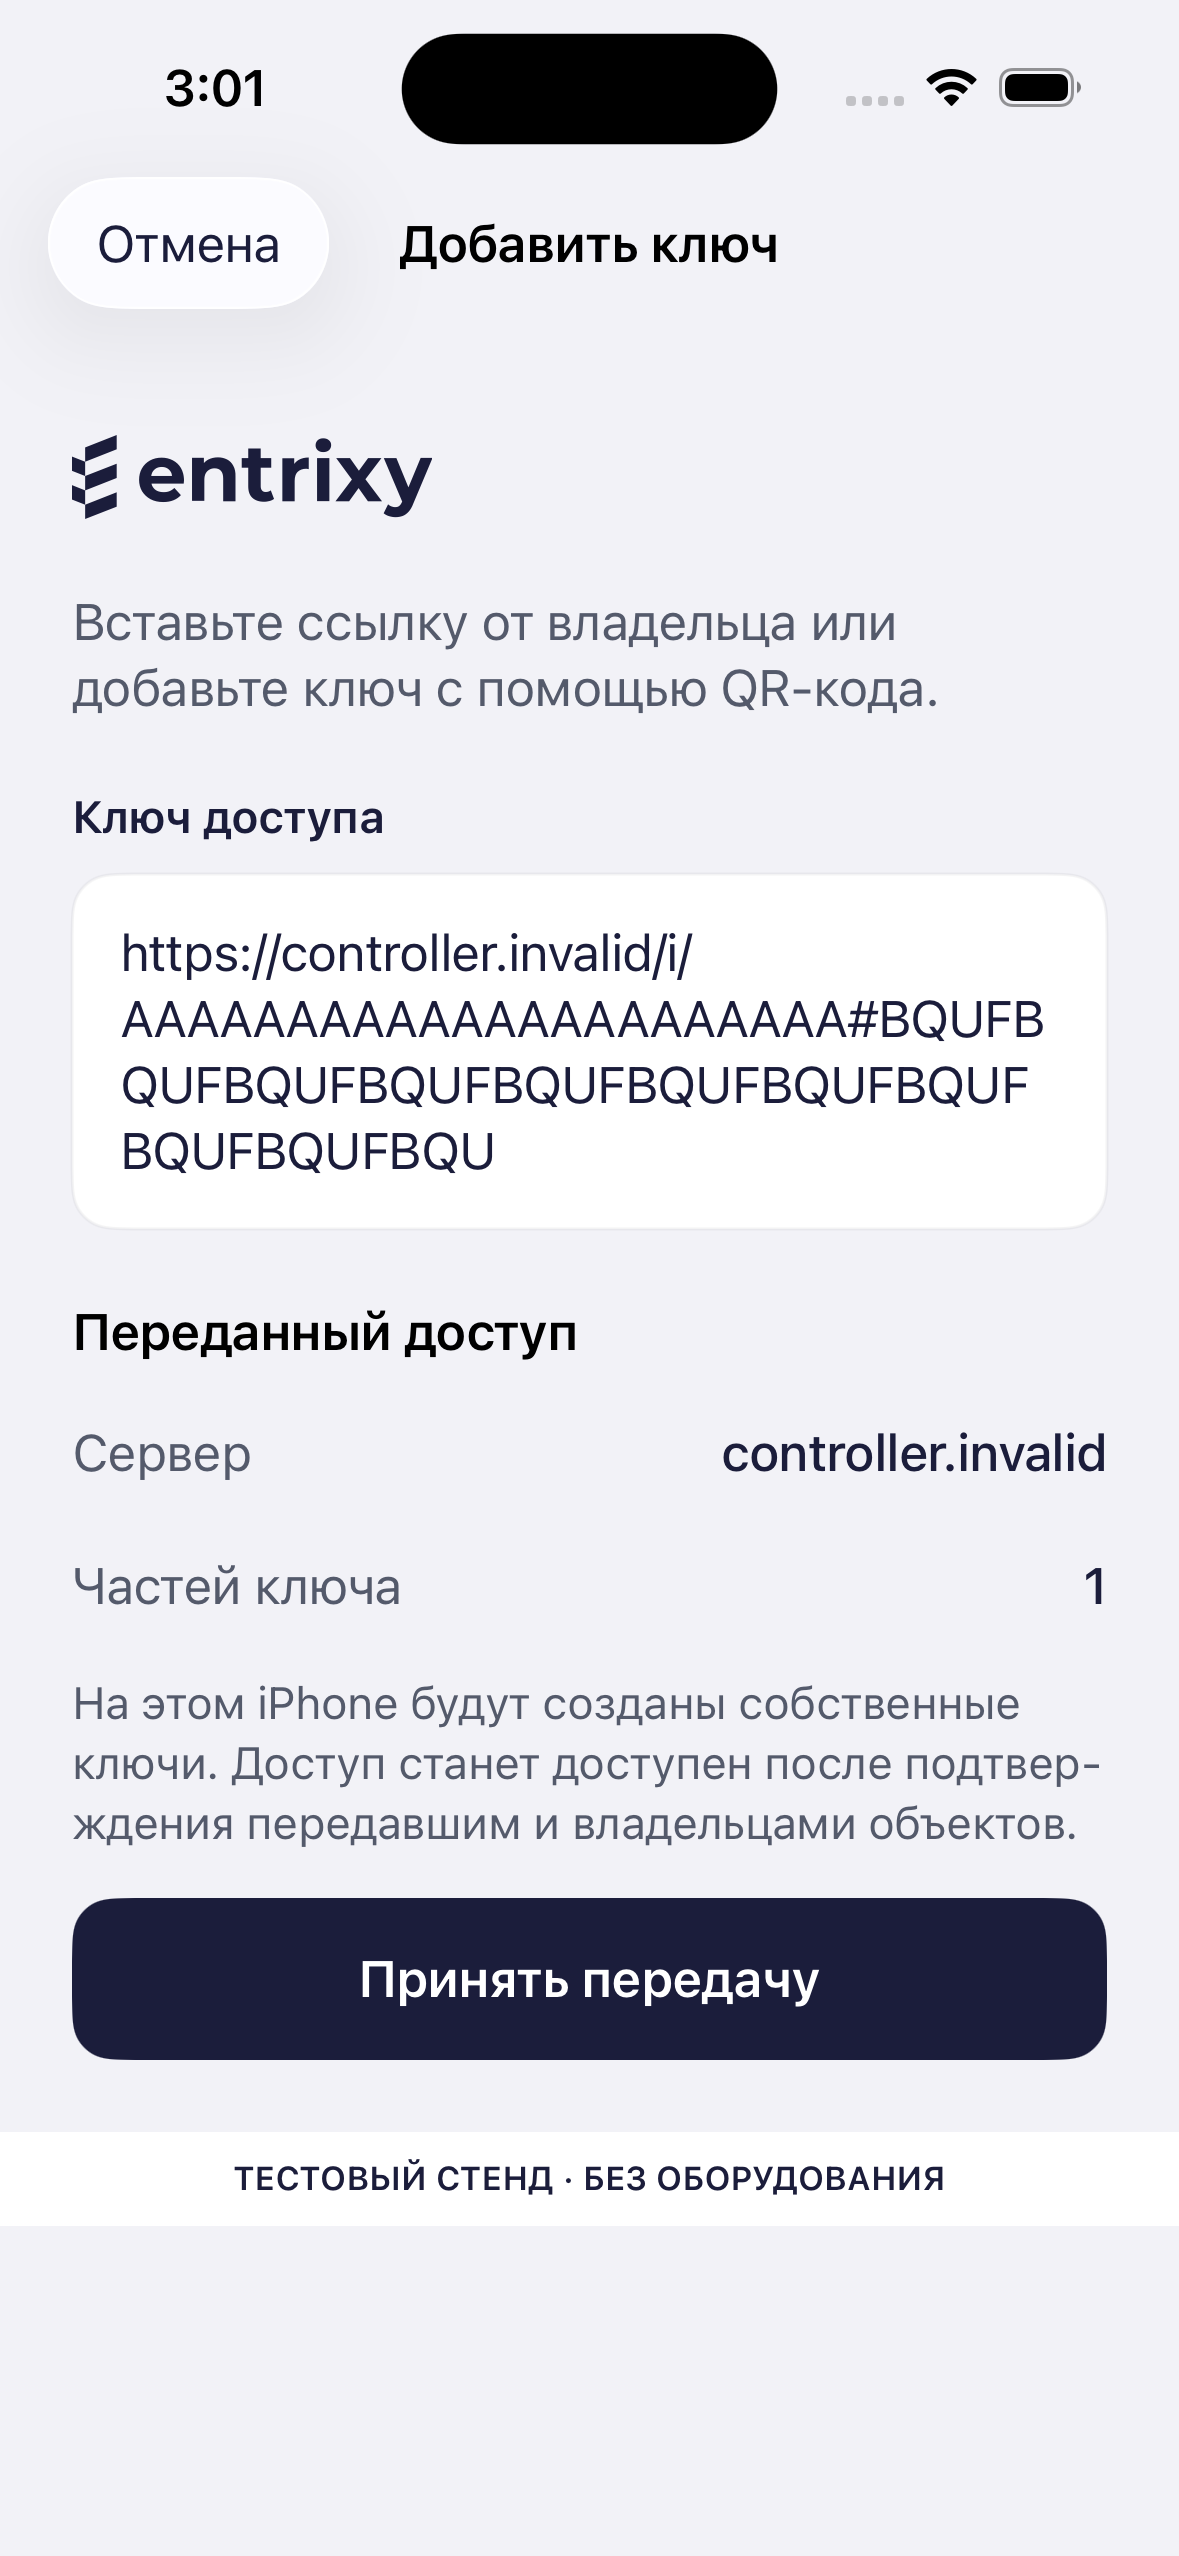 3:01
Отмена
Добавить ключ
entrixy
Вставьте ссылку от владельца или
добавьте ключ с помощью QR-кода.
Ключ доступа
https://controller.invalid/i/
AAAAAAAAAAAAAAAAAAAAAA#BQUFB
QUFBQUFBQUFBQUFBQUFBQUFBQUF
BQUFBQUFBQU
Переданный доступ
Сервер
controller.invalid
Частей ключа
1
На этом iPhone будут созданы собственные
ключи. Доступ станет доступен после подтвер-
ждения передавшим и владельцами объектов.
Принять передачу
ТЕСТОВЫЙ СТЕНД · БЕЗ ОБОРУДОВАНИЯ